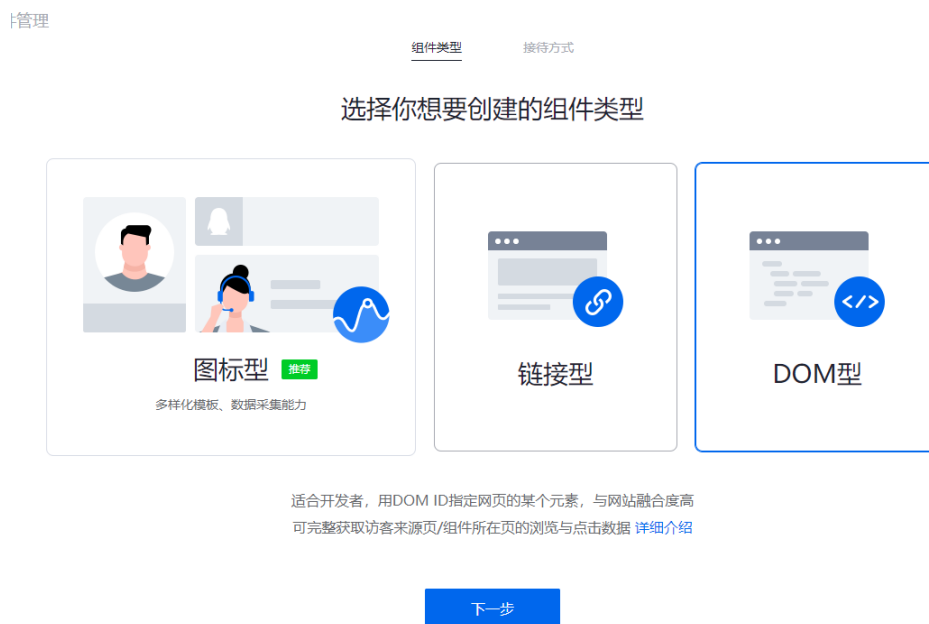 件管理
组件类型 接待方式
选择你想要创建的组件类型
图标型 推荐
多样化模板、数据采集能力
链接型
DOM型
适合开发者，用DOM ID指定网页的某个元素，与网站融合度高
可完整获取访客来源页/组件所在页的浏览与点击数据 详细介绍
下一步